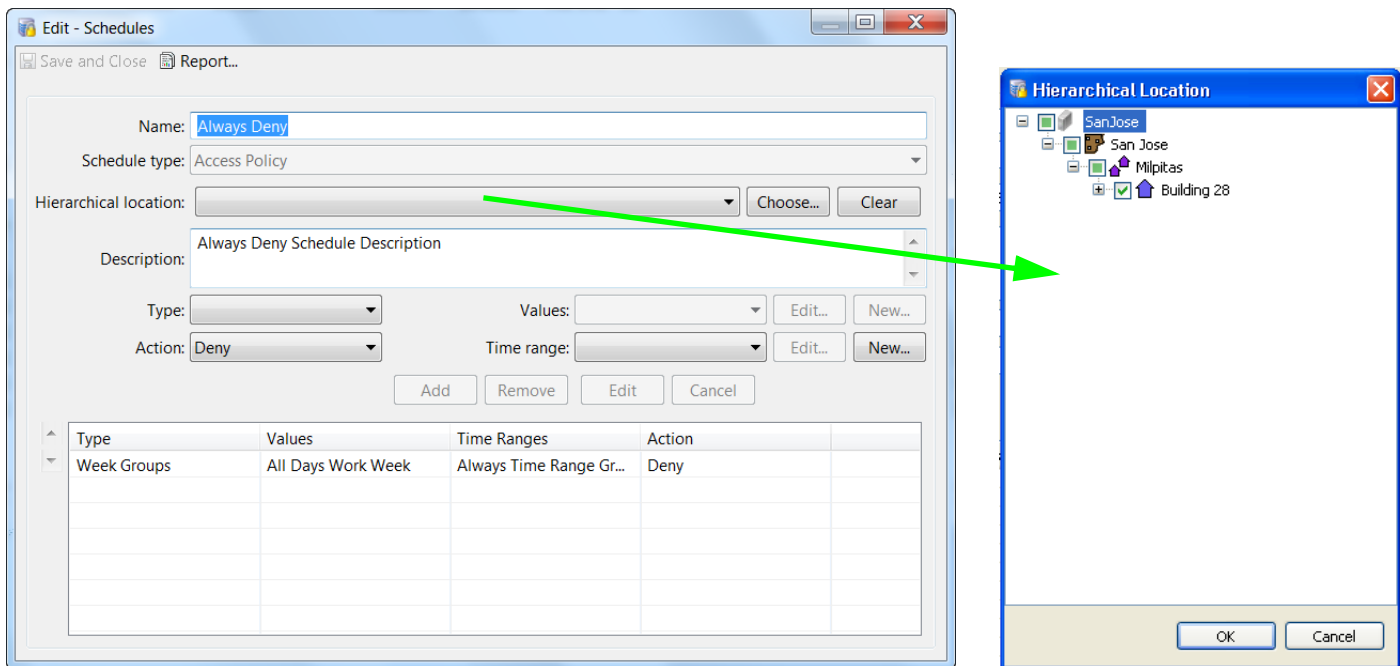 Edit - Schedules
Save and Close Report...
Name: Always Deny
Schedule type: Access Policy
Hierarchical location: Choose... Clear
Description: Always Deny Schedule Description
Type: Values: Edit... New...
Action: Deny Time range: Edit... New...
Add Remove Edit Cancel
Type Values Time Ranges Action
Week Groups All Days Work Week Always Time Range Gr... Deny
Hierarchical Location
SanJose
San Jose
Milpitas
Building 28
OK Cancel